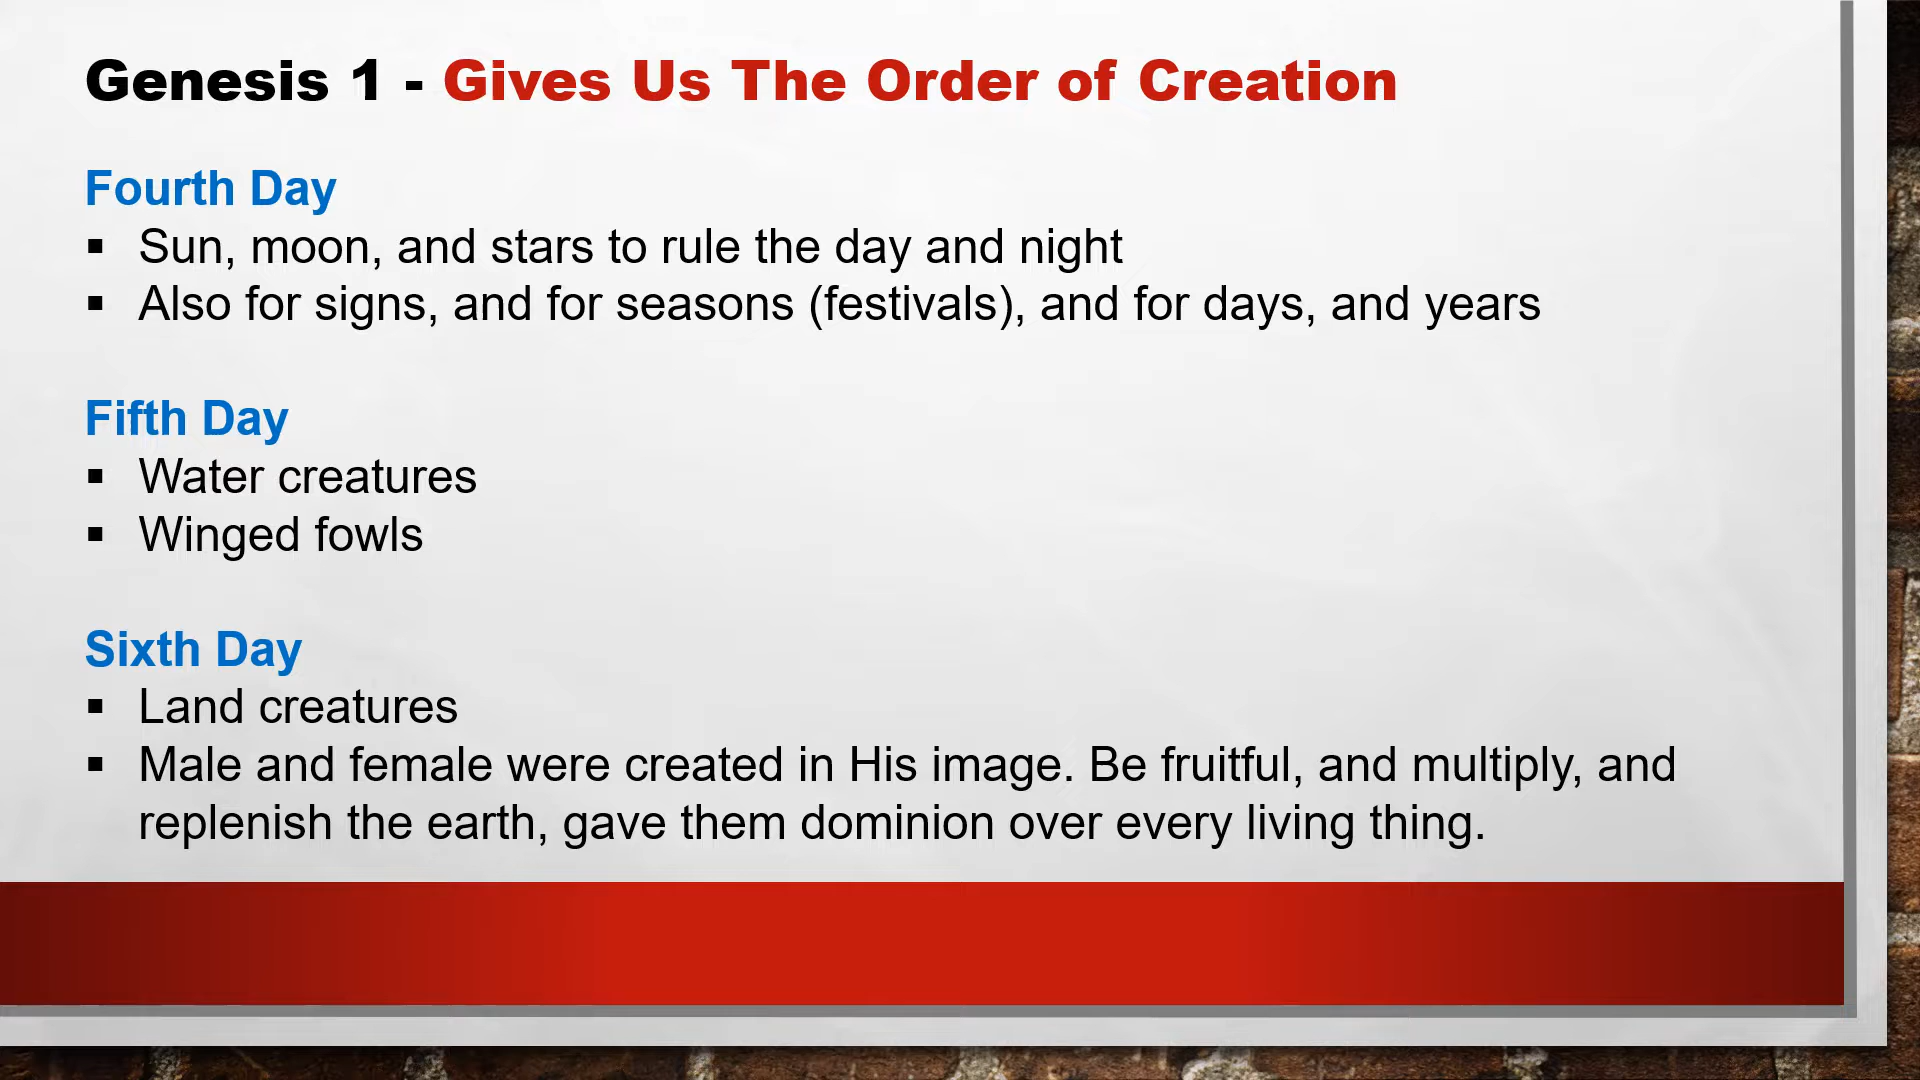 Genesis 1 - Gives Us The Order of Creation
Fourth Day
▪ Sun, moon, and stars to rule the day and night
▪ Also for signs, and for seasons (festivals), and for days, and years
Fifth Day
▪ Water creatures
▪ Winged fowls
Sixth Day
▪ Land creatures
▪ Male and female were created in His image. Be fruitful, and multiply, and
replenish the earth, gave them dominion over every living thing.